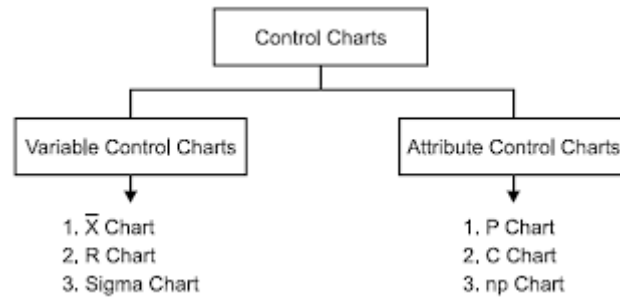 Control Charts
Variable Control Charts
Attribute Control Charts
1. X̅ Chart
2. R Chart
3. Sigma Chart
1. P Chart
2. C Chart
3. np Chart